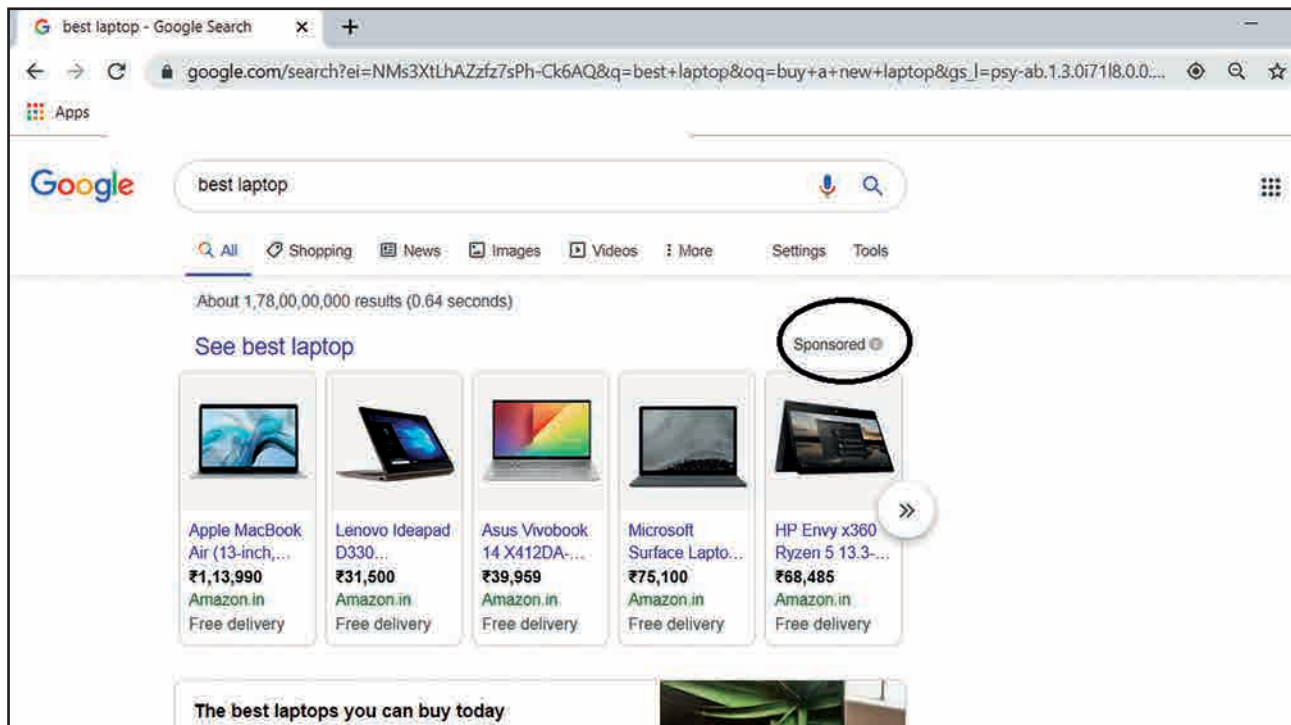 best laptop - Google Search
google.com/search?ei=NMs3XtLhAZzfz7sPh-Ck6AQ&q=best+laptop&oq=buy+a+new+laptop&gs_l=psy-ab.1.3.0i71l8.0.0....
Apps
Google
best laptop
All Shopping News Images Videos More Settings Tools
About 1,78,00,00,000 results (0.64 seconds)
See best laptop
Sponsored
Apple MacBook
Air (13-inch,...
₹1,13,990
Amazon.in
Free delivery
Lenovo Ideapad
D330...
₹31,500
Amazon.in
Free delivery
Asus Vivobook
14 X412DA-...
₹39,959
Amazon.in
Free delivery
Microsoft
Surface Lapto...
₹75,100
Amazon.in
Free delivery
HP Envy x360
Ryzen 5 13.3-...
₹68,485
Amazon.in
Free delivery
The best laptops you can buy today